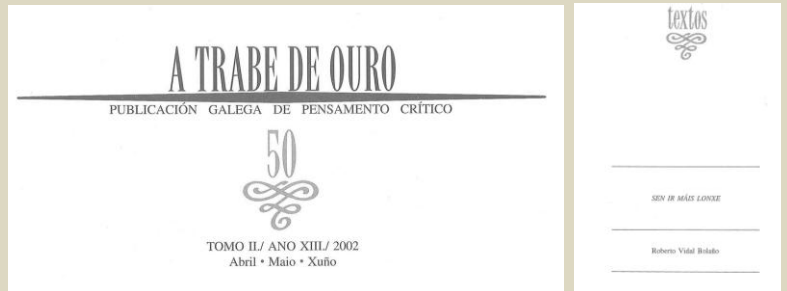 A TRABE DE OURO
PUBLICACIÓN GALEGA DE PENSAMENTO CRÍTICO
50
TOMO II./ ANO XIII./ 2002
Abril • Maio • Xuño
textos
SEN IR MÁIS LONXE
Roberto Vidal Bolaño